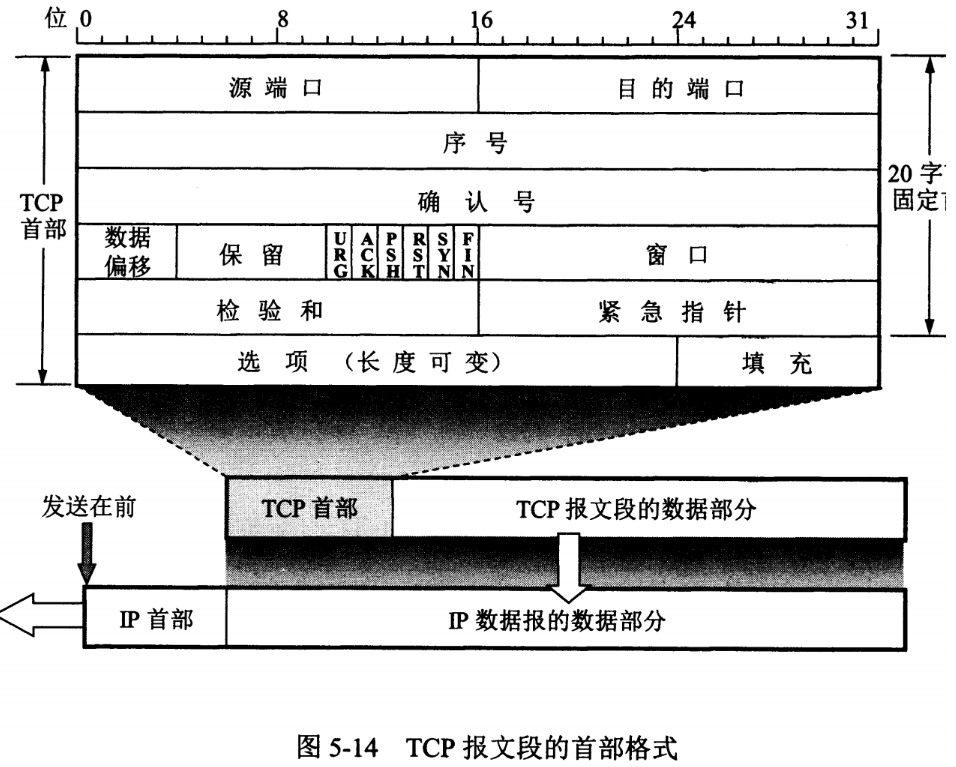 位 0 8 16 24 31
源端口 目的端口
序号
确认号
TCP
首部
20 字
固定
数据
偏移
保留
URG ACK PSH RST SYN FIN
窗口
检验和 紧急指针
选项 (长度可变) 填充
发送在前
TCP 首部 TCP 报文段的数据部分
IP 首部 IP 数据报的数据部分
图 5-14 TCP 报文段的首部格式